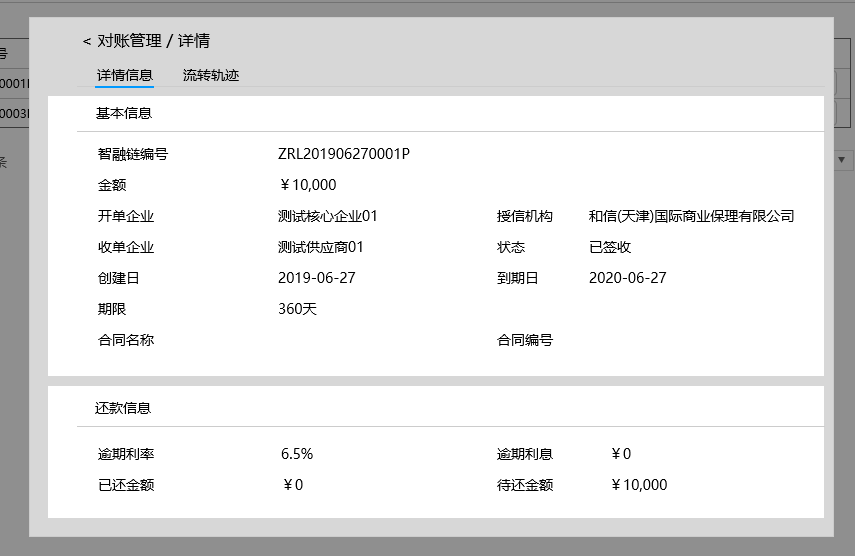 < 对账管理 / 详情
详情信息 流转轨迹
号
0001
0003
条
基本信息
智融链编号 ZRL201906270001P
金额 ￥10,000
开单企业 测试核心企业01 授信机构 和信(天津)国际商业保理有限公司
收单企业 测试供应商01 状态 已签收
创建日 2019-06-27 到期日 2020-06-27
期限 360天
合同名称 合同编号
还款信息
逾期利率 6.5% 逾期利息 ￥0
已还金额 ￥0 待还金额 ￥10,000